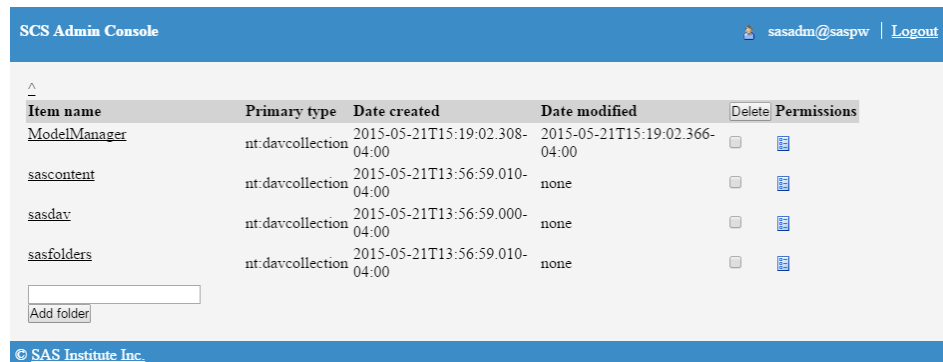 SCS Admin Console sasadm@saspw | Logout
^
Item name Primary type Date created Date modified Delete Permissions
ModelManager nt:davcollection 2015-05-21T15:19:02.308-04:00 2015-05-21T15:19:02.366-04:00
sascontent nt:davcollection 2015-05-21T13:56:59.010-04:00 none
sasdav nt:davcollection 2015-05-21T13:56:59.000-04:00 none
sasfolders nt:davcollection 2015-05-21T13:56:59.010-04:00 none
Add folder
© SAS Institute Inc.